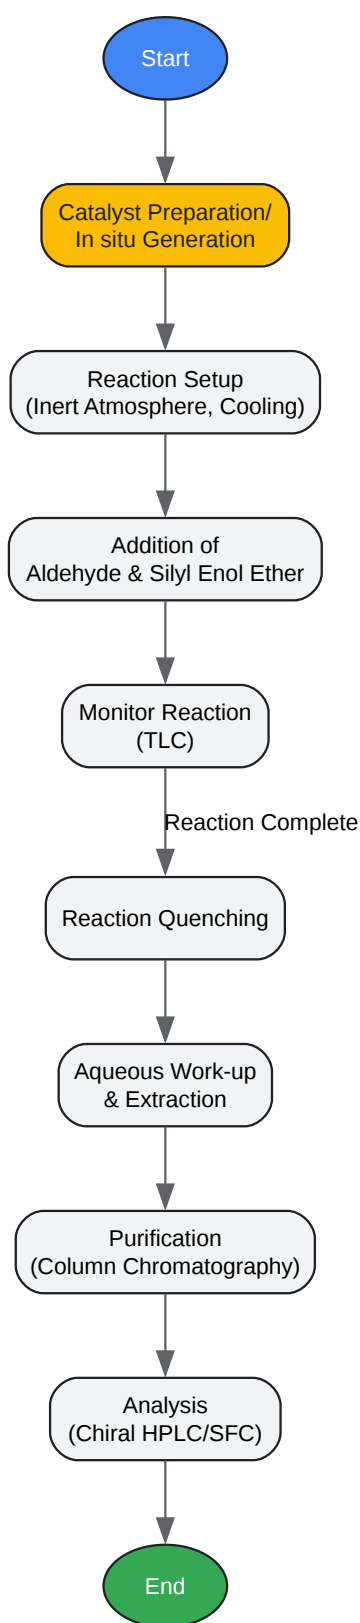 Start
Catalyst Preparation/
In situ Generation
Reaction Setup
(Inert Atmosphere, Cooling)
Addition of
Aldehyde & Silyl Enol Ether
Monitor Reaction
(TLC)
Reaction Complete
Reaction Quenching
Aqueous Work-up
& Extraction
Purification
(Column Chromatography)
Analysis
(Chiral HPLC/SFC)
End